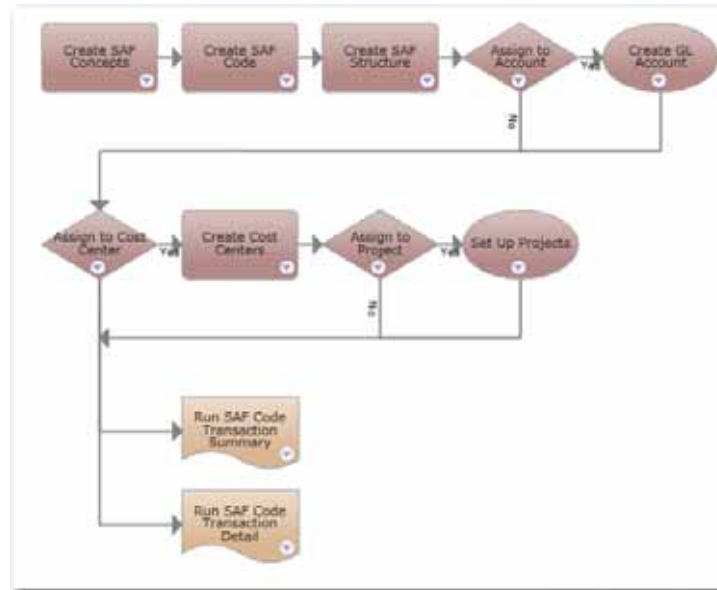 Create SAF
Concepts
Create SAF
Code
Create SAF
Structure
Assign to
Account
Yes
Create GL
Account
No
Assign to Cost
Center
Yes
Create Cost
Centers
Assign to
Project
Yes
Set Up Projects
No
Run SAF Code
Transaction
Summary
Run SAF Code
Transaction
Detail